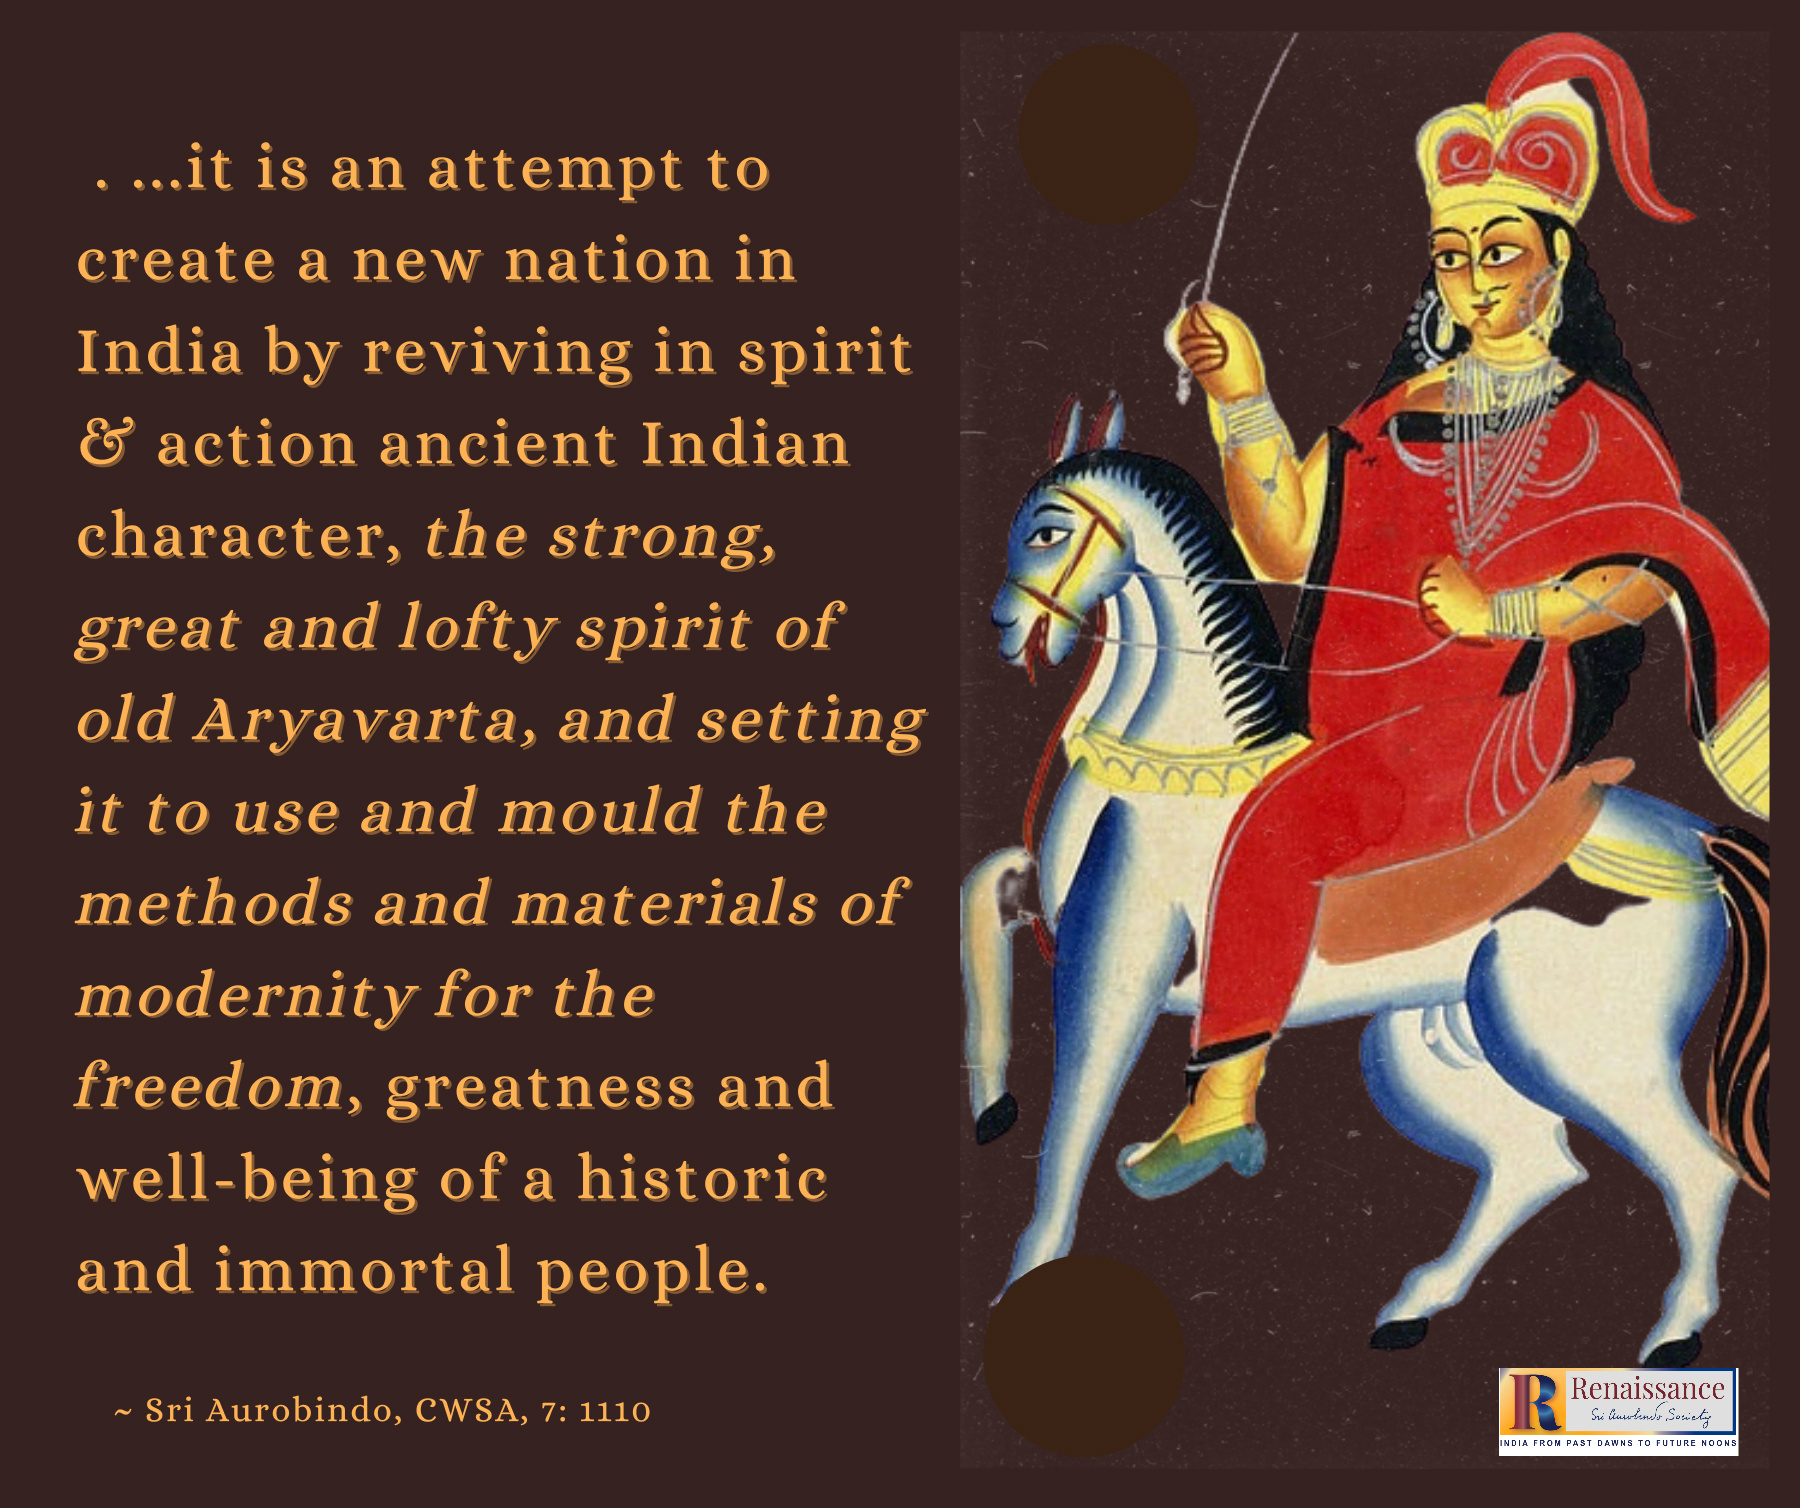 . ...it is an attempt to
create a new nation in
India by reviving in spirit
& action ancient Indian
character, the strong,
great and lofty spirit of
old Aryavarta, and setting
it to use and mould the
methods and materials of
modernity for the
freedom, greatness and
well-being of a historic
and immortal people.
~ Sri Aurobindo, CWSA, 7: 1110
R Renaissance
Sri Aurobindo Society
INDIA FROM PAST DAWNS TO FUTURE NOONS